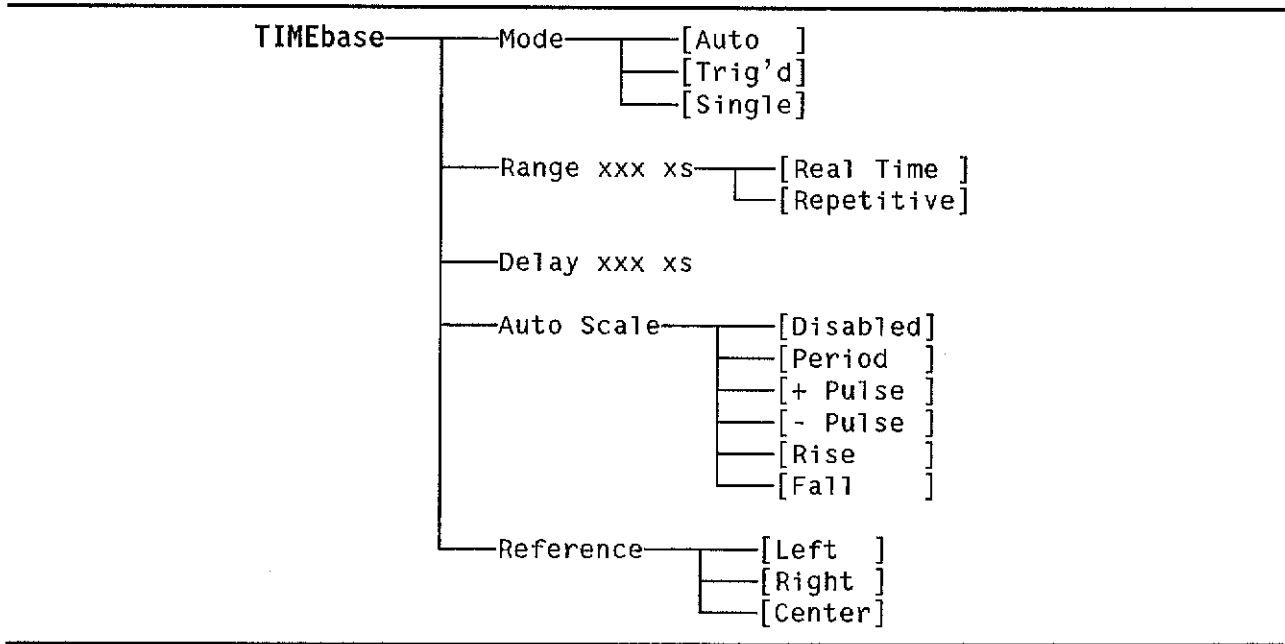 TIMEbase Mode [Auto ]
[Trig'd]
[Single]
Range xxx xs [Real Time ]
[Repetitive]
Delay xxx xs
Auto Scale [Disabled]
[Period ]
[+ Pulse ]
[- Pulse ]
[Rise ]
[Fall ]
Reference [Left ]
[Right ]
[Center]